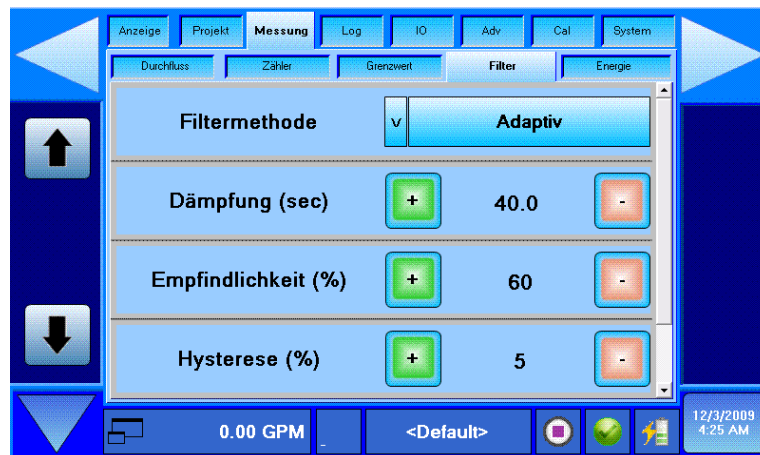 Anzeige Projekt Messung Log IO Adv Cal System
Durchfluss Zähler Grenzwert Filter Energie
Filtermethode v Adaptiv
Dämpfung (sec) + 40.0 -
Empfindlichkeit (%) + 60 -
Hysterese (%) + 5 -
0.00 GPM _ <Default>
12/3/2009
4:25 AM